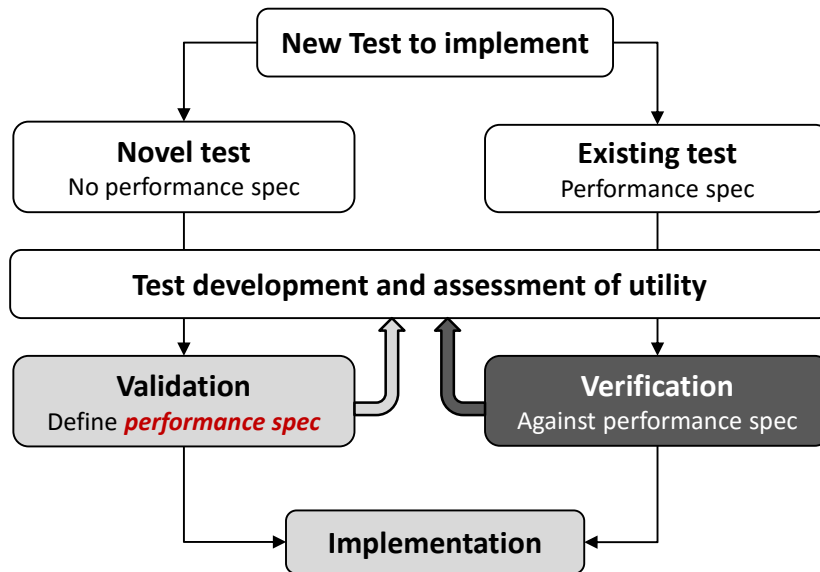 New Test to implement
Novel test
No performance spec
Existing test
Performance spec
Test development and assessment of utility
Validation
Define performance spec
Verification
Against performance spec
Implementation